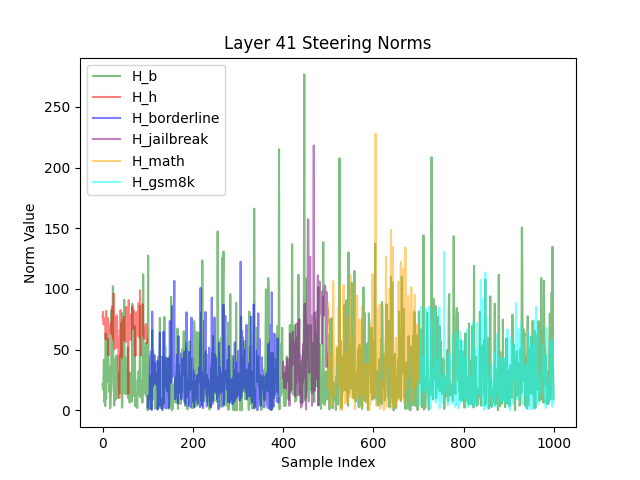 Layer 41 Steering Norms
H_b
H_h
H_borderline
H_jailbreak
H_math
H_gsm8k
Norm Value
250
200
150
100
50
0
0 200 400 600 800 1000
Sample Index